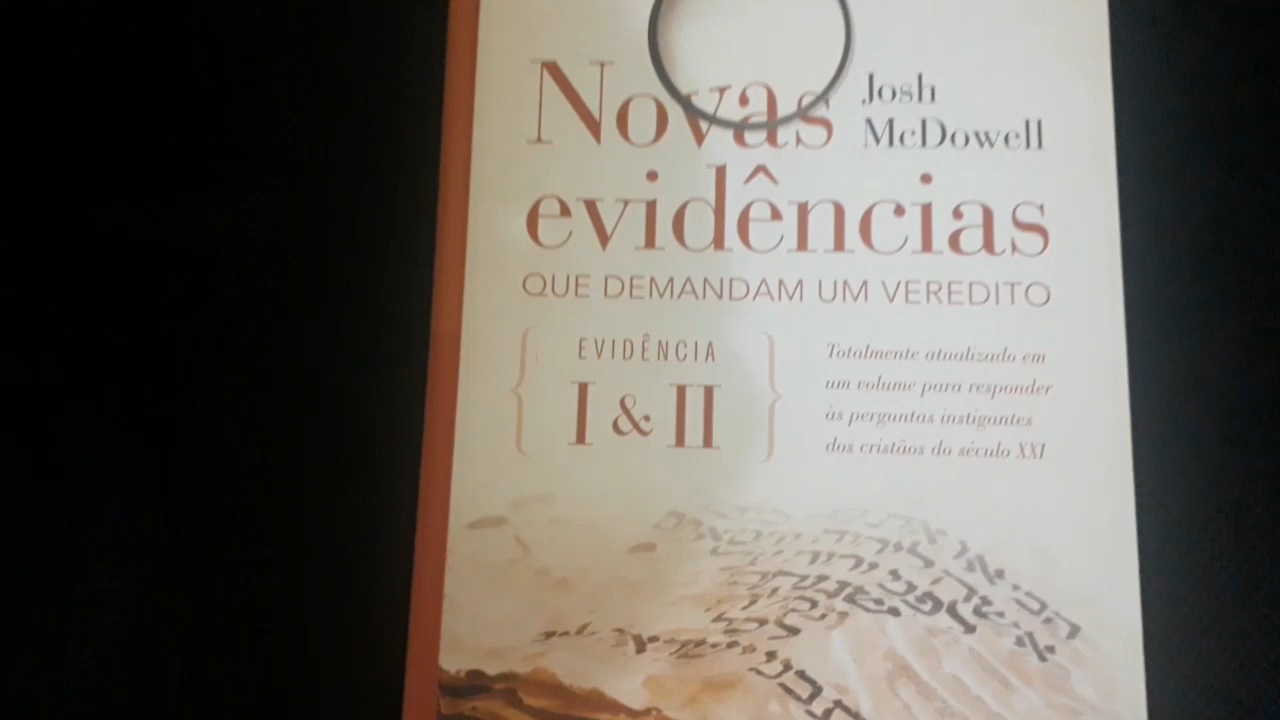 Novas
Josh
McDowell
evidências
QUE DEMANDAM UM VEREDITO
EVIDÊNCIA
I & II
Totalmente atualizado em
um volume para responder
às perguntas instigantes
dos cristãos do século XXI